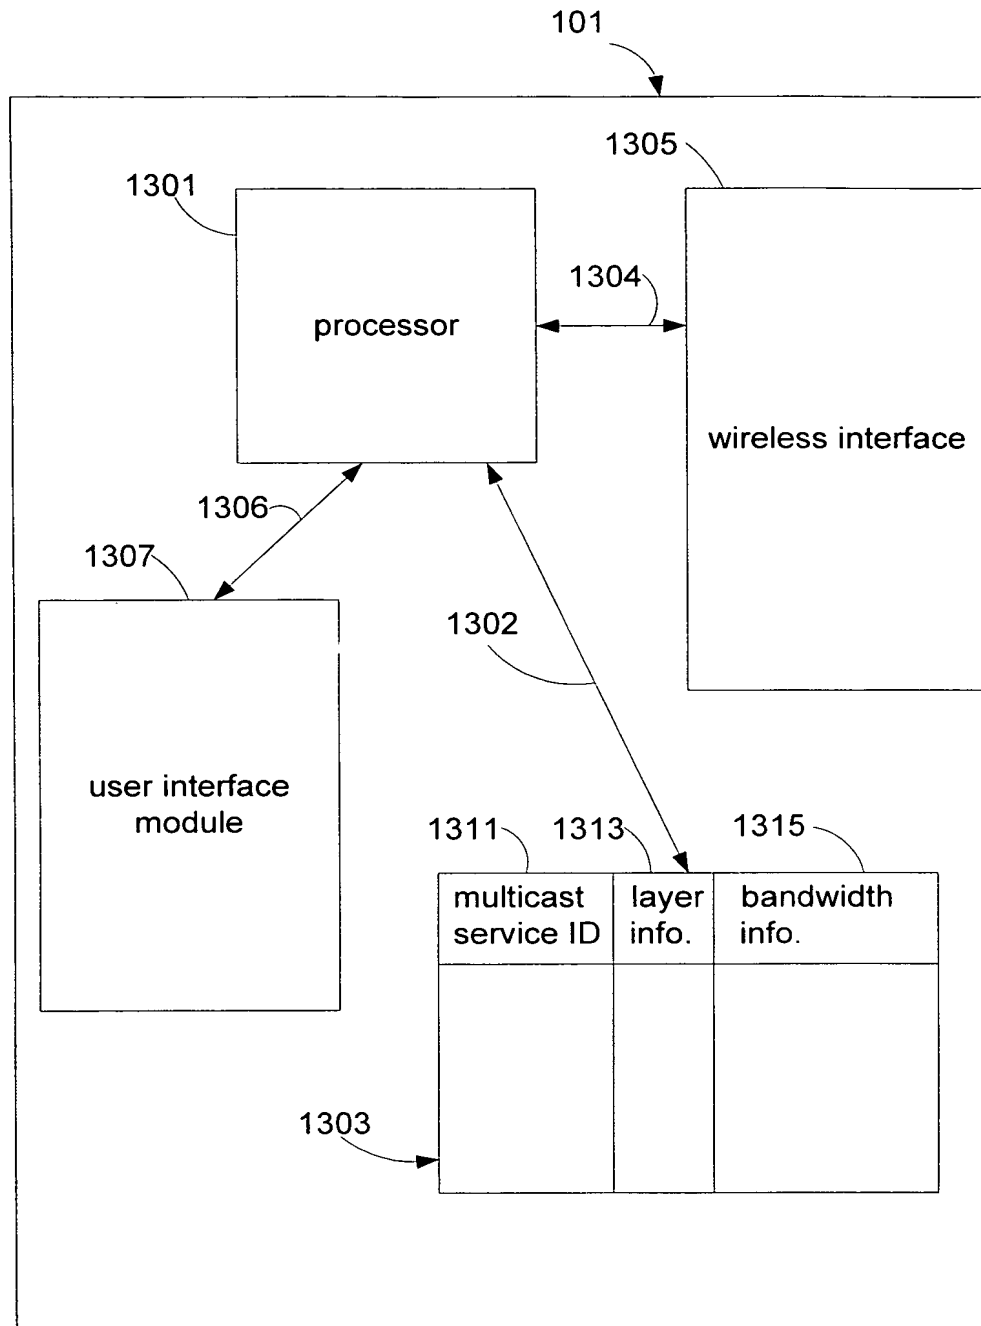 101
1305
1301
1304
processor
wireless interface
1306
1307
1302
user interface
module
1311
1313
1315
multicast
service ID
layer
info.
bandwidth
info.
1303